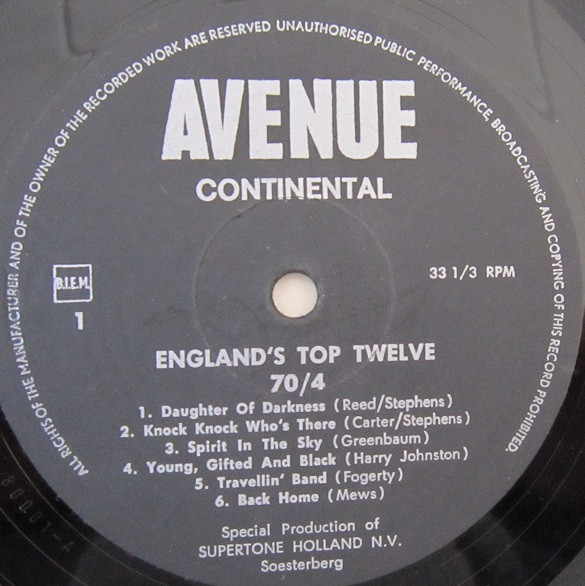 ALL RIGHTS OF THE MANUFACTURER AND OF THE OWNER OF THE RECORDED WORK ARE RESERVED UNAUTHORISED PUBLIC PERFORMANCE, BROADCASTING AND COPYING OF THIS RECORD PROHIBITED.
AVENUE
CONTINENTAL
B.I.E.M.
33 1/3 RPM
1
ENGLAND'S TOP TWELVE
70/4
1. Daughter Of Darkness (Reed/Stephens)
2. Knock Knock Who's There (Carter/Stephens)
3. Spirit In The Sky (Greenbaum)
4. Young, Gifted And Black (Harry Johnston)
5. Travellin' Band (Fogerty)
6. Back Home (Mews)
Special Production of
SUPERTONE HOLLAND N.V.
Soesterberg